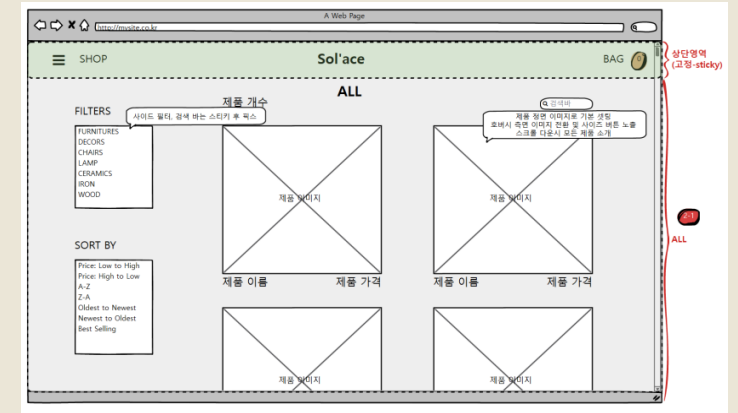 A Web Page
http://mysite.co.kr
SHOP
Sol'ace
BAG
상단영역
(고정-sticky)
ALL
제품 개수
검색바
FILTERS
사이드 필터, 검색 바는 스티키 후 픽스
제품 정면 이미지로 기본 셋팅
호버시 측면 이미지 전환 및 사이즈 버튼 노출
스크롤 다운시 모든 제품 소개
FURNITURES
DECORS
CHAIRS
LAMP
CERAMICS
IRON
WOOD
제품 이미지
제품 이미지
2-1
ALL
SORT BY
Price: Low to High
Price: High to Low
A-Z
Z-A
Oldest to Newest
Newest to Oldest
Best Selling
제품 이름
제품 가격
제품 이름
제품 가격
제품 이미지
제품 이미지